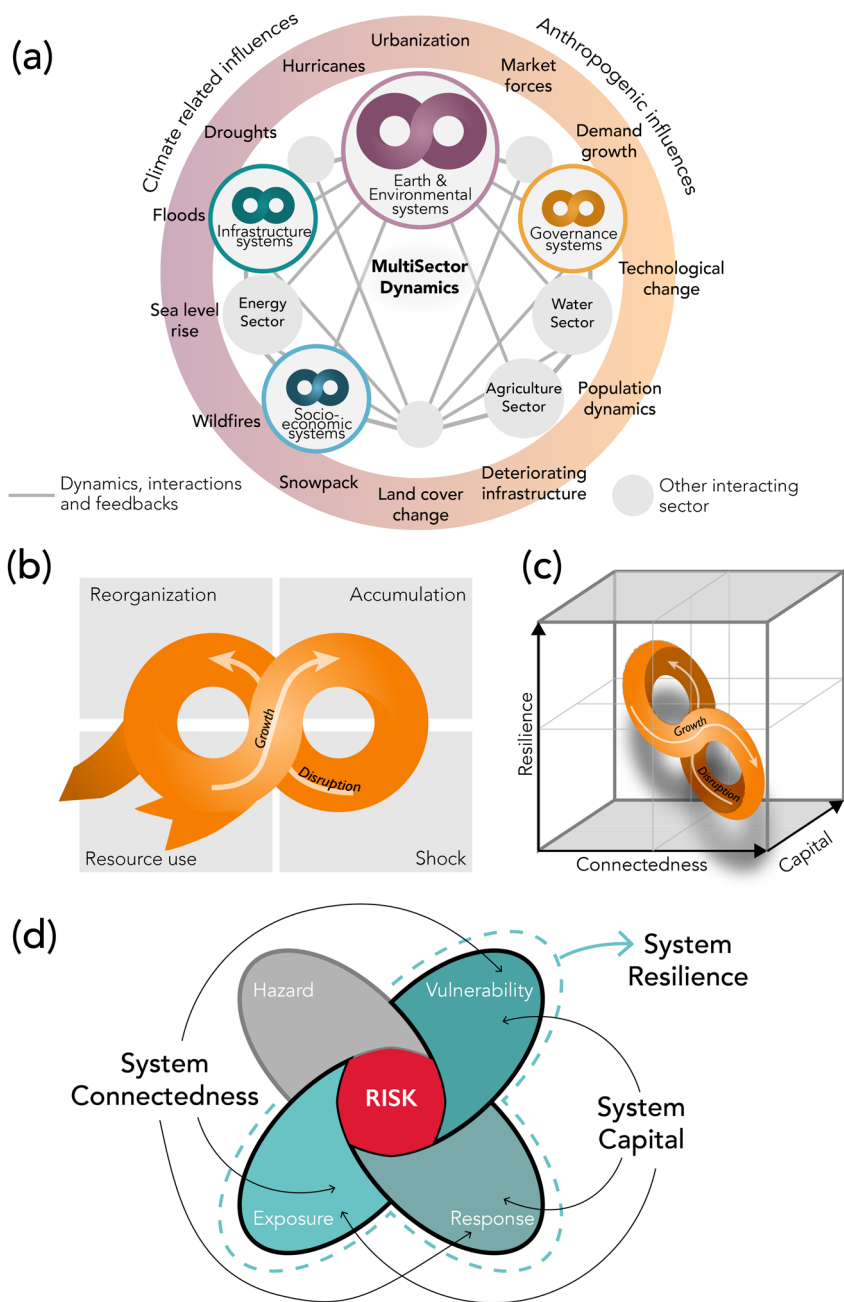 (a)
Climate related influences
Anthropogenic influences
Urbanization
Hurricanes
Market
forces
Droughts
Demand
growth
Earth &
Environmental
systems
Floods
Infrastructure
systems
Governance
systems
MultiSector
Dynamics
Technological
change
Sea level
rise
Energy
Sector
Water
Sector
Wildfires
Socio-
economic
systems
Agriculture
Sector
Population
dynamics
Snowpack
Land cover
change
Deteriorating
infrastructure
Dynamics, interactions
and feedbacks
Other interacting
sector
(b)
Reorganization
Accumulation
Growth
Disruption
Resource use
Shock
(c)
Resilience
Growth
Disruption
Connectedness
Capital
(d)
System
Resilience
Hazard
Vulnerability
System
Connectedness
RISK
System
Capital
Exposure
Response